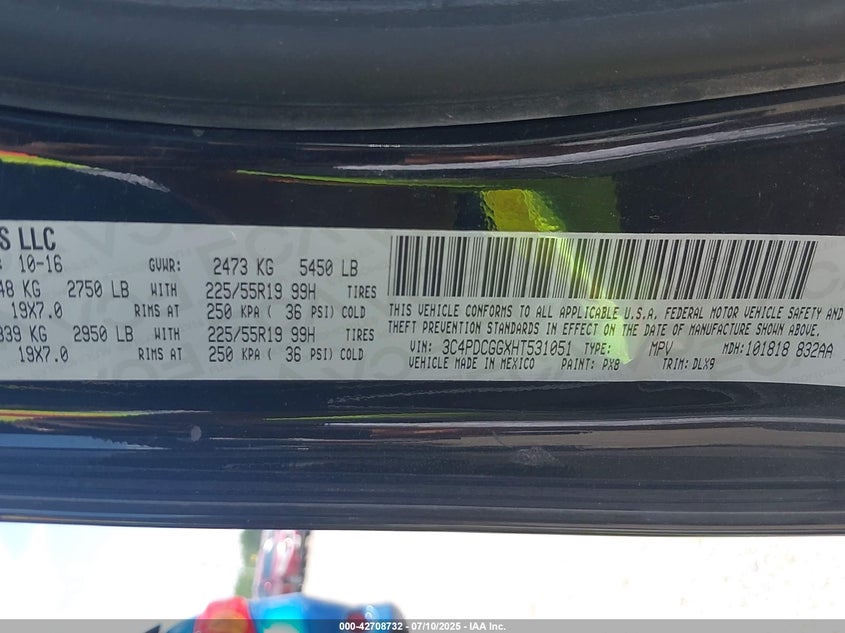 S LLC
: 10-16 GVWR: 2473 KG 5450 LB
48 KG 2750 LB WITH 225/55R19 99H TIRES
19X7.0 RIMS AT 250 KPA ( 36 PSI) COLD
339 KG 2950 LB WITH 225/55R19 99H TIRES
19X7.0 RIMS AT 250 KPA ( 36 PSI) COLD
THIS VEHICLE CONFORMS TO ALL APPLICABLE U.S.A. FEDERAL MOTOR VEHICLE SAFETY AND
THEFT PREVENTION STANDARDS IN EFFECT ON THE DATE OF MANUFACTURE SHOWN ABOVE.
VIN: 3C4PDCGGXHT531051 TYPE: MPV MDH:101818 832AA
VEHICLE MADE IN MEXICO PAINT: PX8 TRIM: DLX9
000-42708732 - 07/10/2025 - IAA Inc.